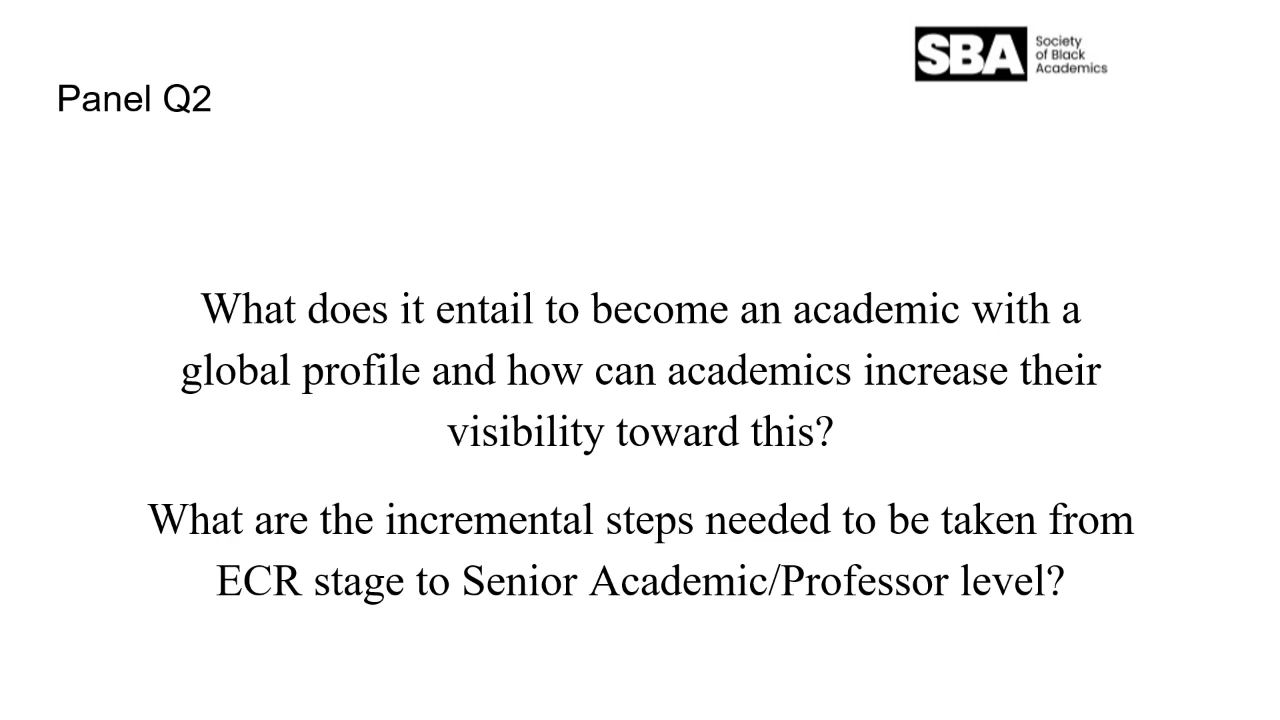 SBA
Society
of Black
Academics
Panel Q2
What does it entail to become an academic with a
global profile and how can academics increase their
visibility toward this?
What are the incremental steps needed to be taken from
ECR stage to Senior Academic/Professor level?